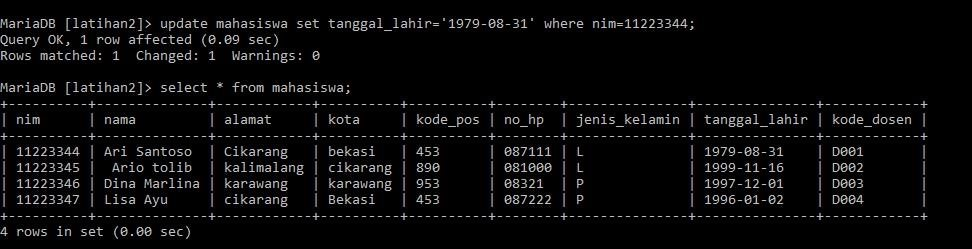 MariaDB [latihan2]> update mahasiswa set tanggal_lahir='1979-08-31' where nim=11223344;
Query OK, 1 row affected (0.09 sec)
Rows matched: 1  Changed: 1  Warnings: 0
MariaDB [latihan2]> select * from mahasiswa;
+----------+--------------+------------+----------+----------+--------+---------------+---------------+------------+
| nim      | nama         | alamat     | kota     | kode_pos | no_hp  | jenis_kelamin | tanggal_lahir | kode_dosen |
+----------+--------------+------------+----------+----------+--------+---------------+---------------+------------+
| 11223344 | Ari Santoso  | Cikarang   | bekasi   | 453      | 087111 | L             | 1979-08-31    | D001       |
| 11223345 |  Ario tolib  | kalimalang | cikarang | 890      | 081000 | L             | 1999-11-16    | D002       |
| 11223346 | Dina Marlina | karawang   | karawang | 953      | 08321  | P             | 1997-12-01    | D003       |
| 11223347 | Lisa Ayu     | cikarang   | Bekasi   | 453      | 087222 | P             | 1996-01-02    | D004       |
+----------+--------------+------------+----------+----------+--------+---------------+---------------+------------+
4 rows in set (0.00 sec)